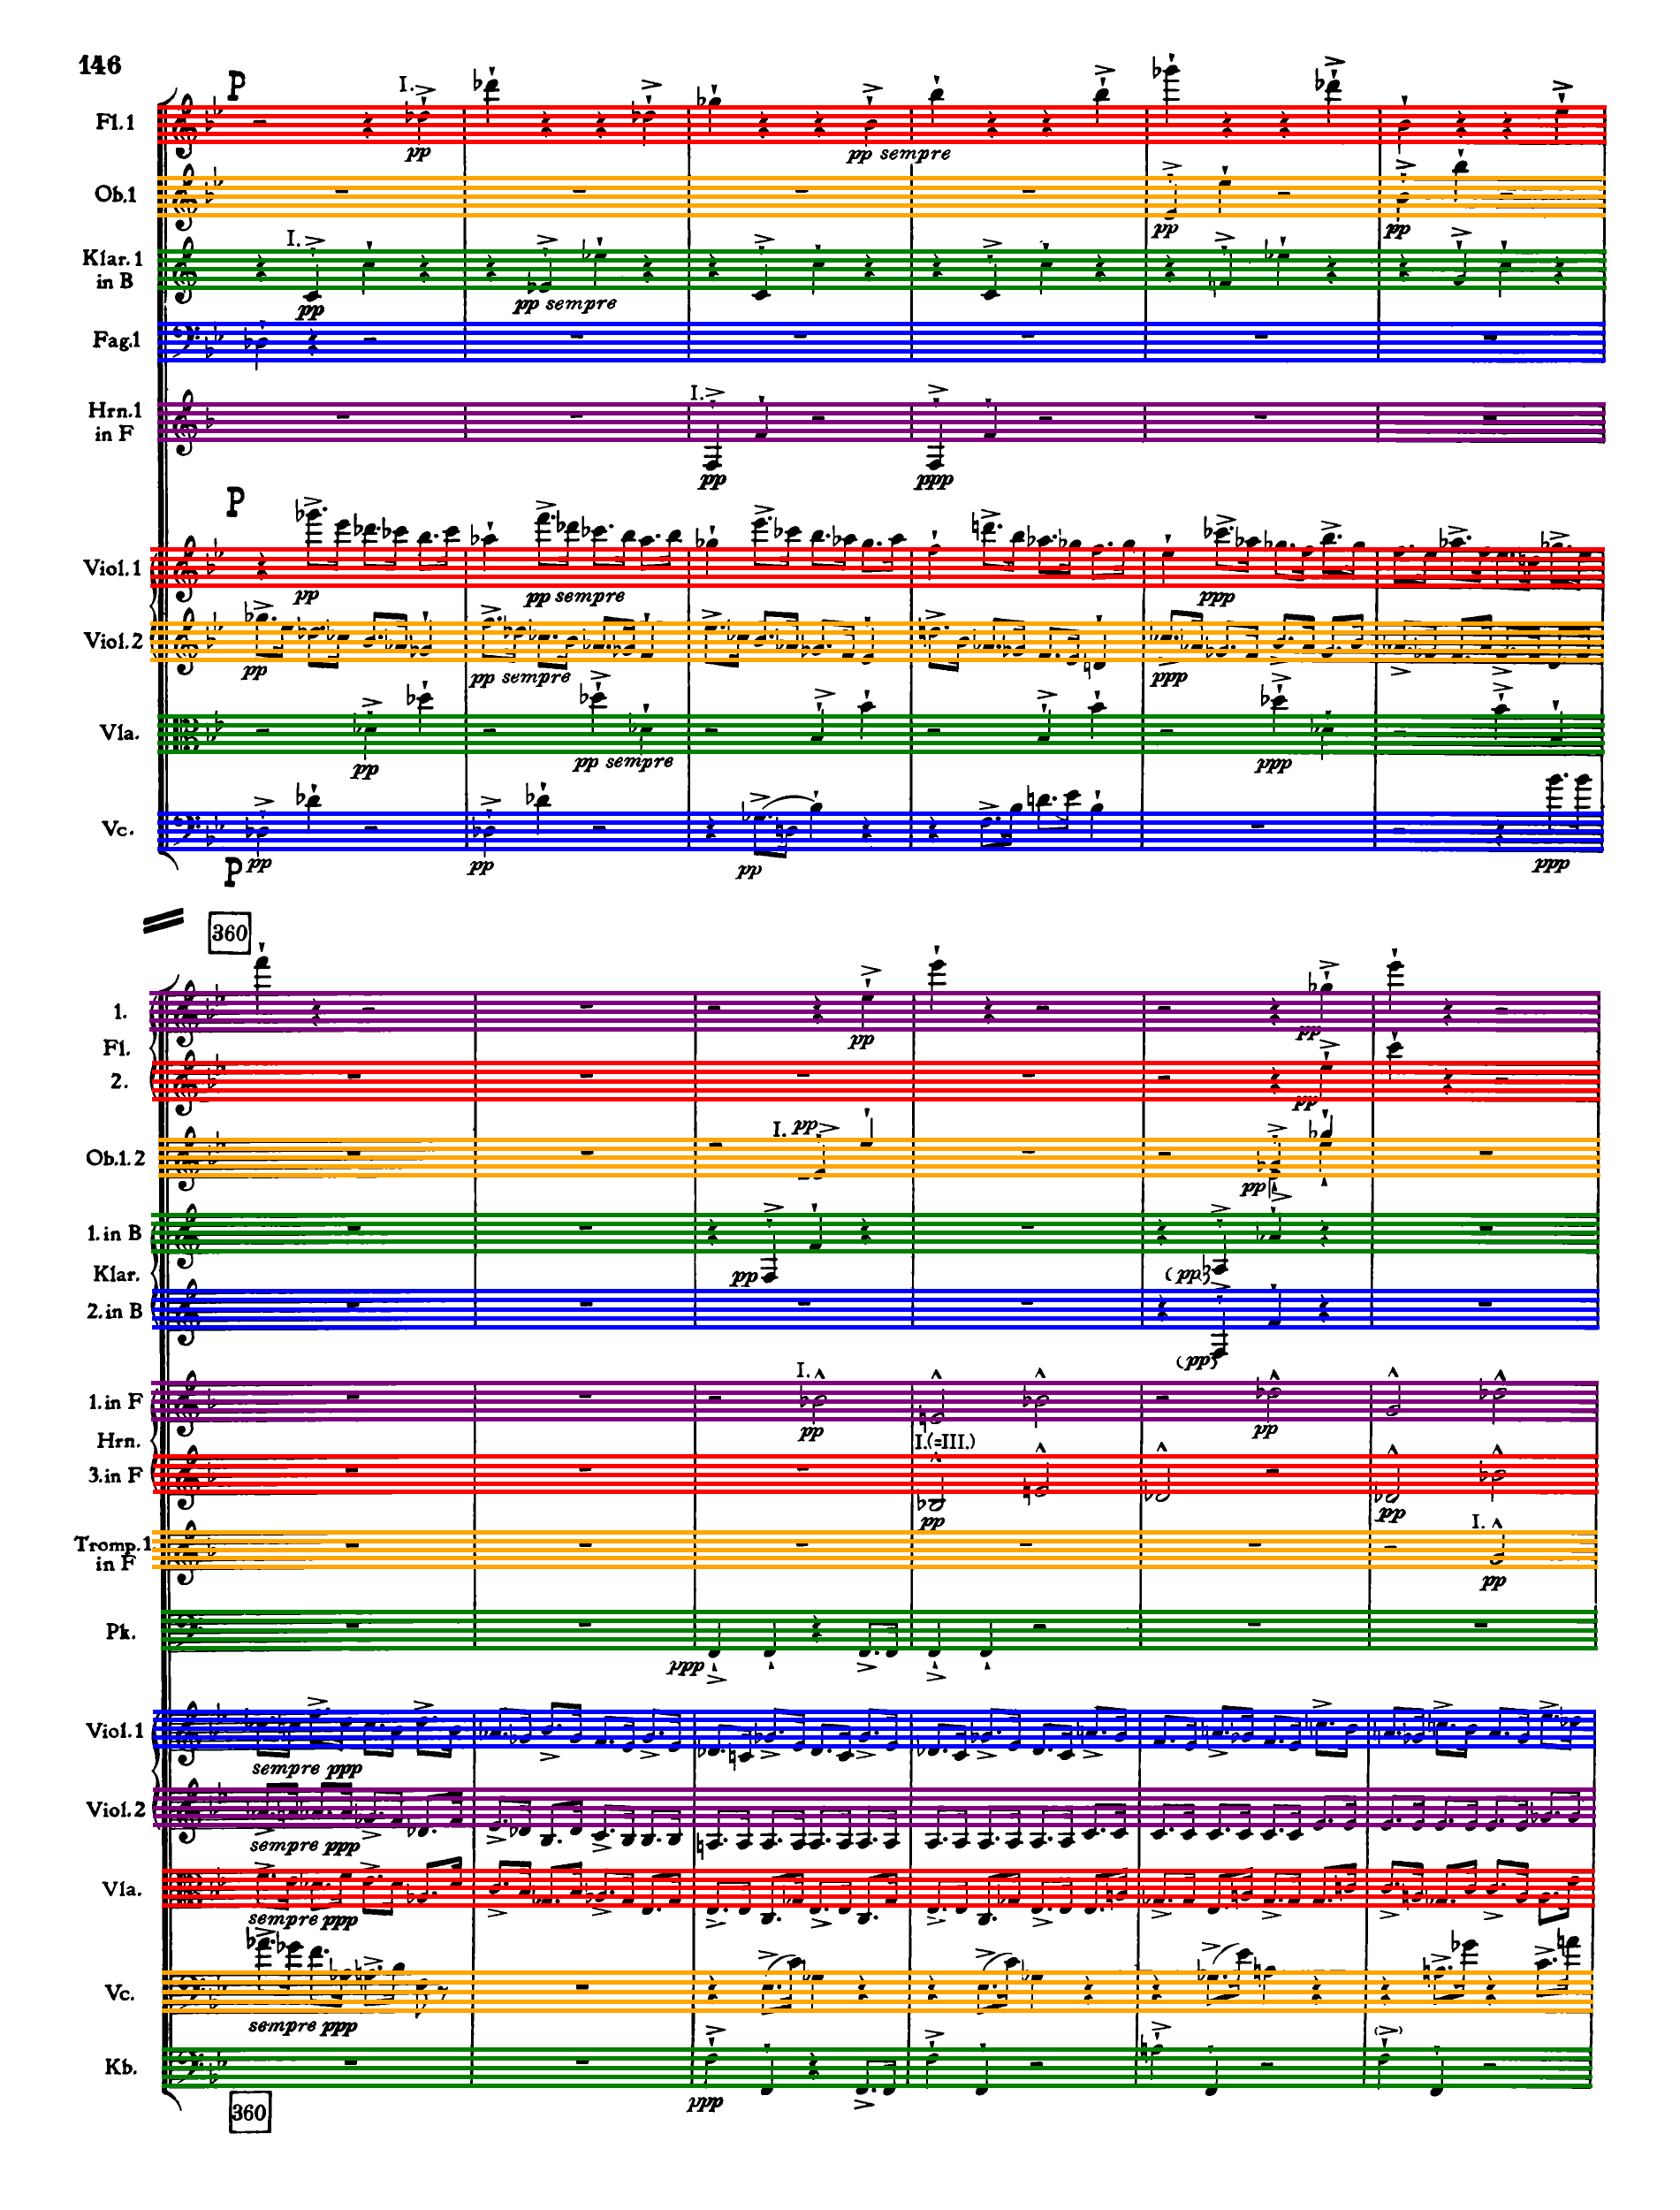 146
P
I.
Fl.1
pp
pp sempre
Ob.1
pp
pp
I.
Klar.1
in B
pp
pp sempre
Fag.1
I.
Hrn.1
in F
pp
ppp
P
Viol.1
pp
pp sempre
ppp
Viol.2
pp
pp sempre
ppp
Vla.
pp
pp sempre
ppp
Vc.
pp
pp
pp
ppp
P
360
1.
pp
pp
Fl.
2.
pp
I. pp
Ob.1.2
pp
1. in B
pp
(pp)
Klar.
2. in B
(pp)
I.
1. in F
pp
pp
Hrn.
I.(=III.)
3. in F
pp
pp
I.
Tromp.1
in F
pp
Pk.
ppp
Viol.1
sempre ppp
Viol.2
sempre ppp
Vla.
sempre ppp
Vc.
sempre ppp
Kb.
ppp
360